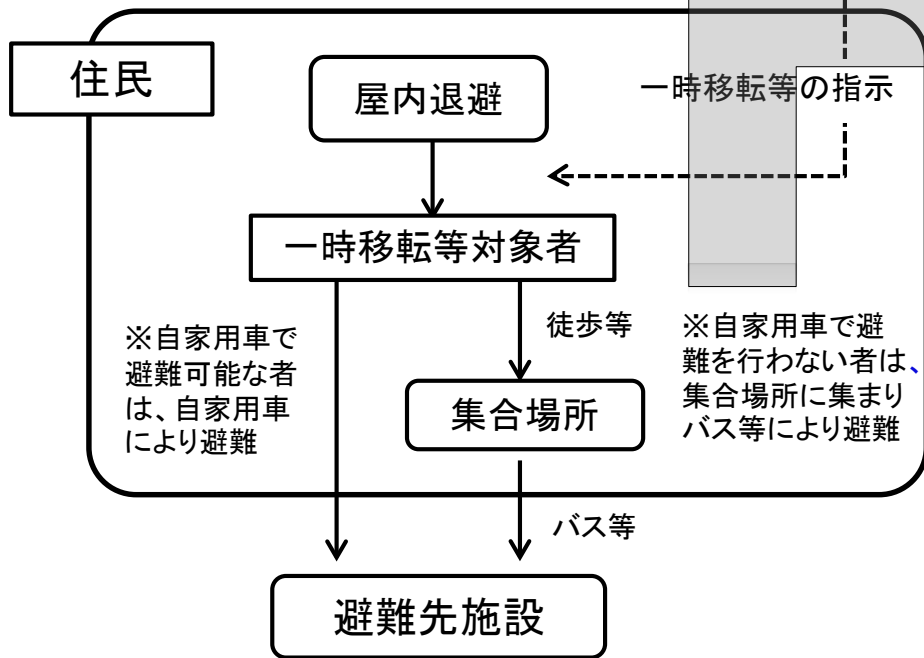 住民
屋内退避
一時移転等の指示
一時移転等対象者
※自家用車で
避難可能な者
は、自家用車
により避難
徒歩等
※自家用車で避
難を行わない者は、
集合場所に集まり
バス等により避難
集合場所
バス等
避難先施設